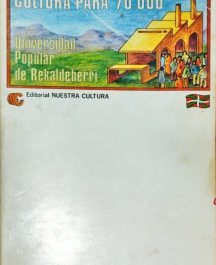 CULTURA PARA 70.000
Universidad
Popular
de Rekaldeberri
Editorial NUESTRA CULTURA